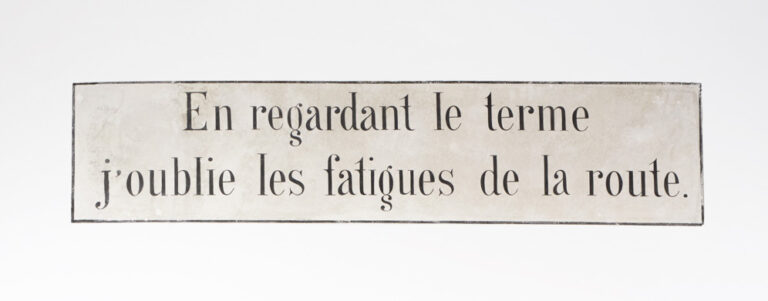 En regardant le terme
j'oublie les fatigues de la route.